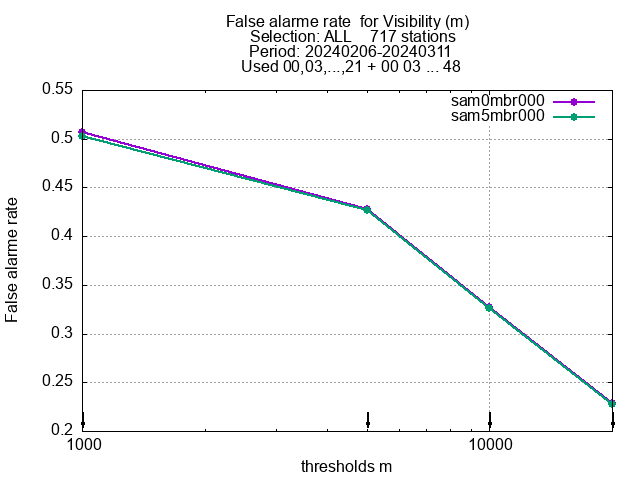 False alarme rate  for Visibility (m)
Selection: ALL    717 stations
Period: 20240206-20240311
Used 00,03,...,21 + 00 03 ... 48
sam0mbr000
sam5mbr000
0.55
0.5
0.45
0.4
0.35
0.3
0.25
0.2
False alarme rate
1000
10000
thresholds m